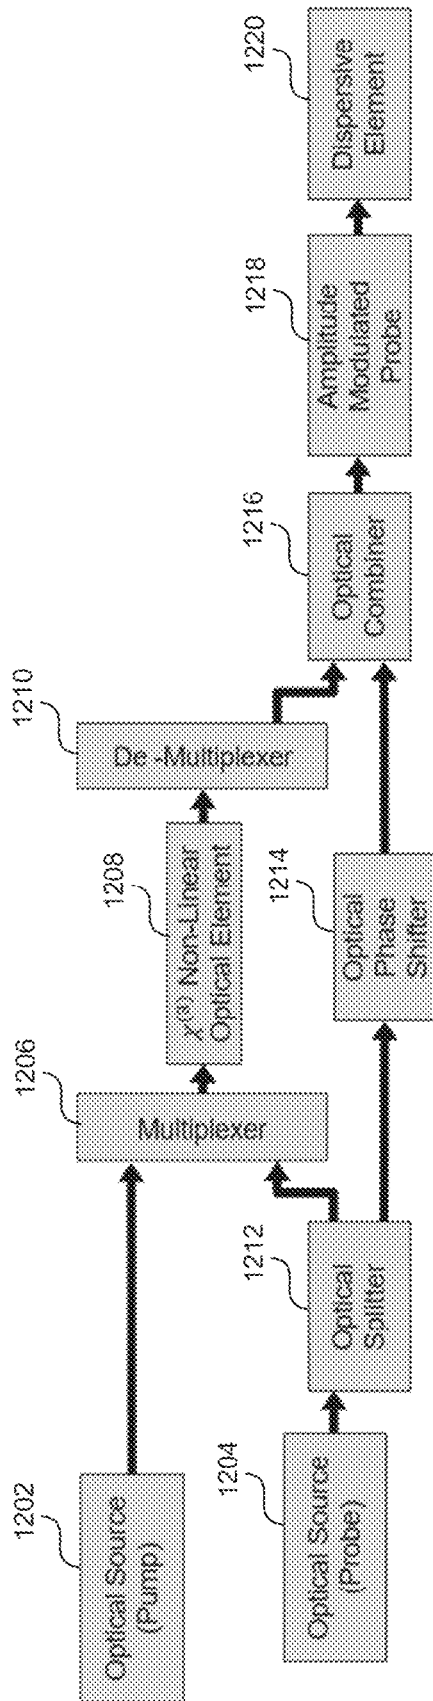 1202
Optical Source
(Pump)
1204
Optical Source
(Probe)
1212
Optical
Splitter
1206
Multiplexer
1208
χ(3) Non-Linear
Optical Element
1214
Optical
Phase
Shifter
1210
De -Multiplexer
1216
Optical
Combiner
1218
Amplitude
Modulated
Probe
1220
Dispersive
Element